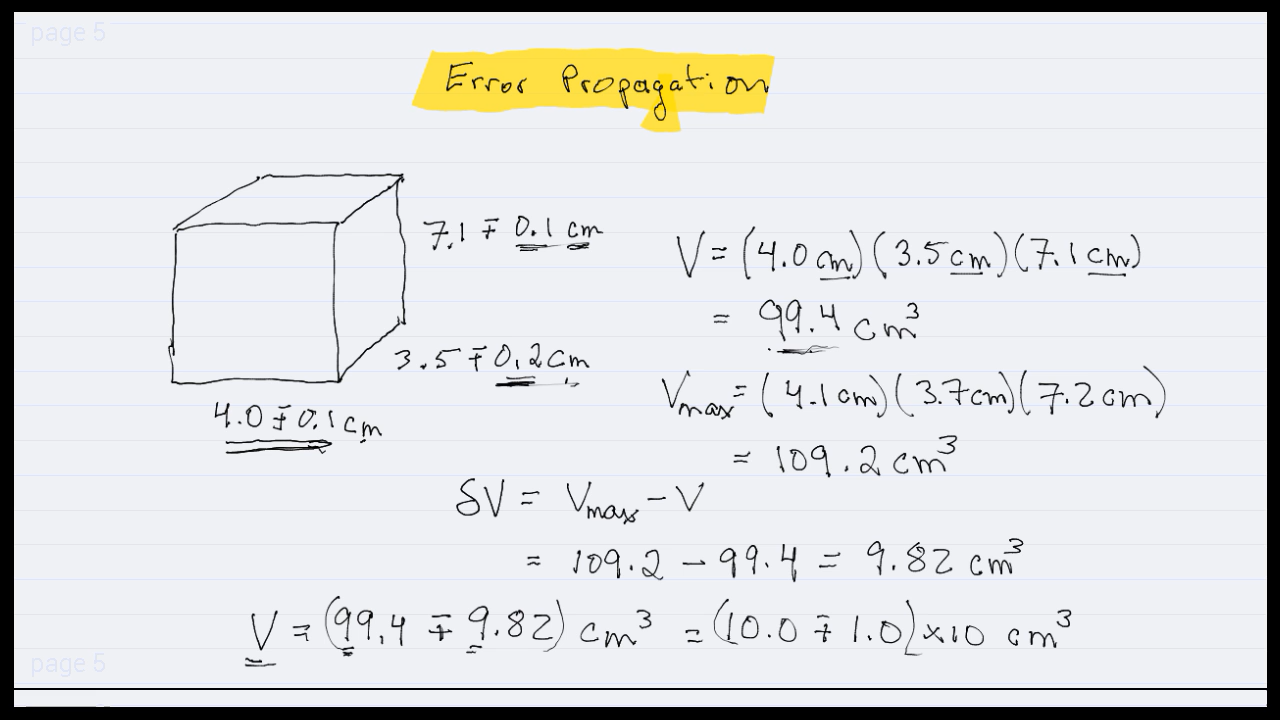 page 5
Error Propagation
7.1 ∓ 0.1 cm
3.5 ∓ 0.2 cm
4.0 ∓ 0.1 cm
V = (4.0 cm)(3.5 cm)(7.1 cm)
= 99.4 cm³
Vmax = (4.1 cm)(3.7 cm)(7.2 cm)
= 109.2 cm³
δV = Vmax - V
= 109.2 - 99.4 = 9.82 cm³
V = (99.4 ∓ 9.82) cm³ = (10.0 ∓ 1.0) × 10 cm³
page 5